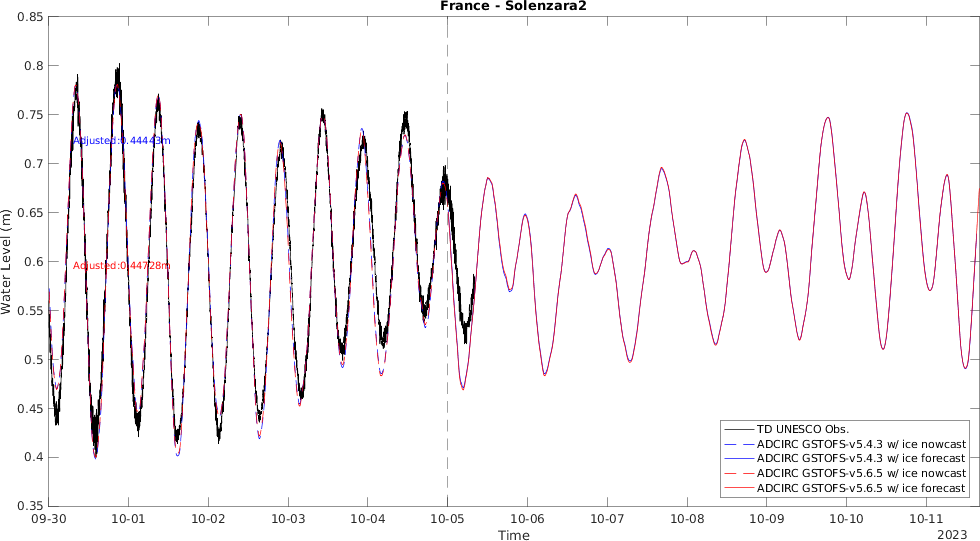 France - Solenzara2
0.85
0.8
0.75
0.7
0.65
0.6
0.55
0.5
0.45
0.4
0.35
Water Level (m)
Adjusted:0.44443m
Adjusted:0.44728m
TD UNESCO Obs.
ADCIRC GSTOFS-v5.4.3 w/ ice nowcast
ADCIRC GSTOFS-v5.4.3 w/ ice forecast
ADCIRC GSTOFS-v5.6.5 w/ ice nowcast
ADCIRC GSTOFS-v5.6.5 w/ ice forecast
09-30 10-01 10-02 10-03 10-04 10-05 10-06 10-07 10-08 10-09 10-10 10-11
Time
2023